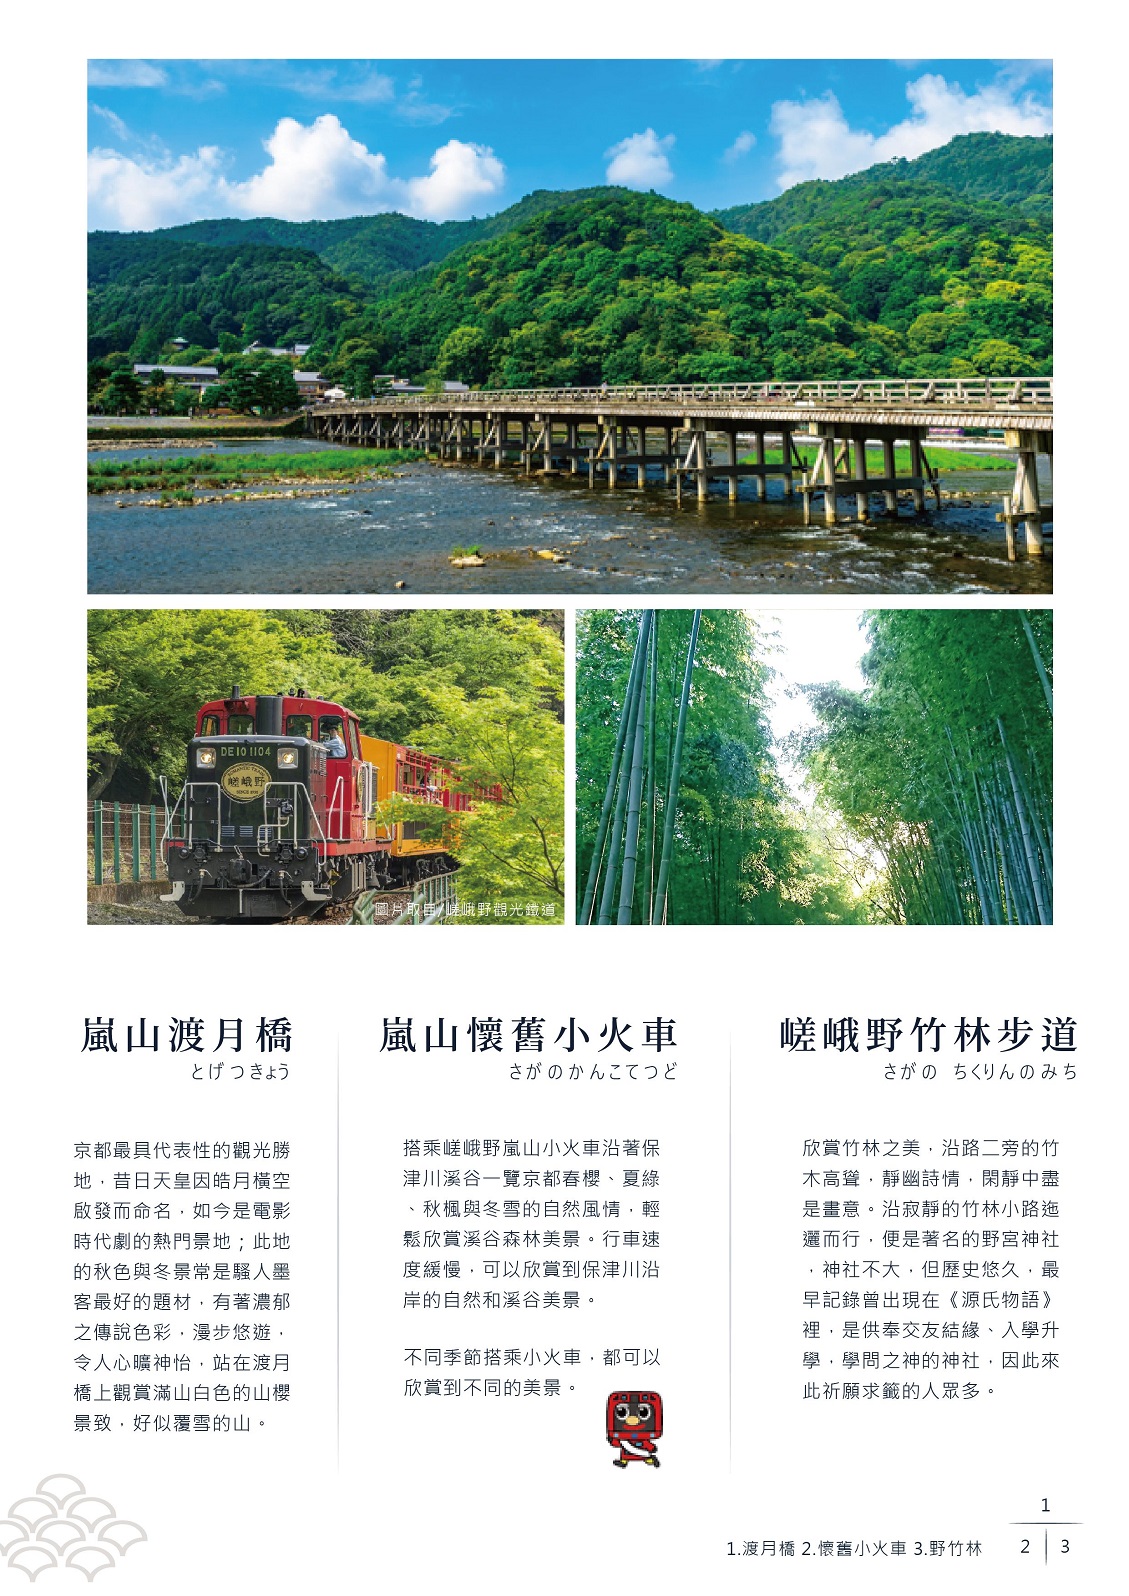 DE10 1104
嵯峨野
圖片取自/嵯峨野觀光鐵道
嵐山渡月橋
とげつきょう
京都最具代表性的觀光勝
地，昔日天皇因皓月橫空
啟發而命名，如今是電影
時代劇的熱門景地；此地
的秋色與冬景常是騷人墨
客最好的題材，有著濃郁
之傳說色彩，漫步悠遊，
令人心曠神怡，站在渡月
橋上觀賞滿山白色的山櫻
景致，好似覆雪的山。
嵐山懷舊小火車
さがのかんこてつど
搭乘嵯峨野嵐山小火車沿著保
津川溪谷一覽京都春櫻、夏綠
、秋楓與冬雪的自然風情，輕
鬆欣賞溪谷森林美景。行車速
度緩慢，可以欣賞到保津川沿
岸的自然和溪谷美景。
不同季節搭乘小火車，都可以
欣賞到不同的美景。
嵯峨野竹林步道
さがの ちくりんのみち
欣賞竹林之美，沿路二旁的竹
木高聳，靜幽詩情，閑靜中盡
是畫意。沿寂靜的竹林小路迤
邐而行，便是著名的野宮神社
，神社不大，但歷史悠久，最
早記錄曾出現在《源氏物語》
裡，是供奉交友結緣、入學升
學，學問之神的神社，因此來
此祈願求籤的人眾多。
1
1.渡月橋 2.懷舊小火車 3.野竹林 2 3